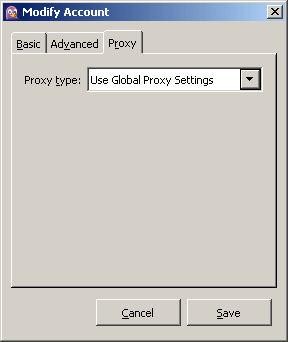 Modify Account
Basic Advanced Proxy
Proxy type: Use Global Proxy Settings
Cancel Save